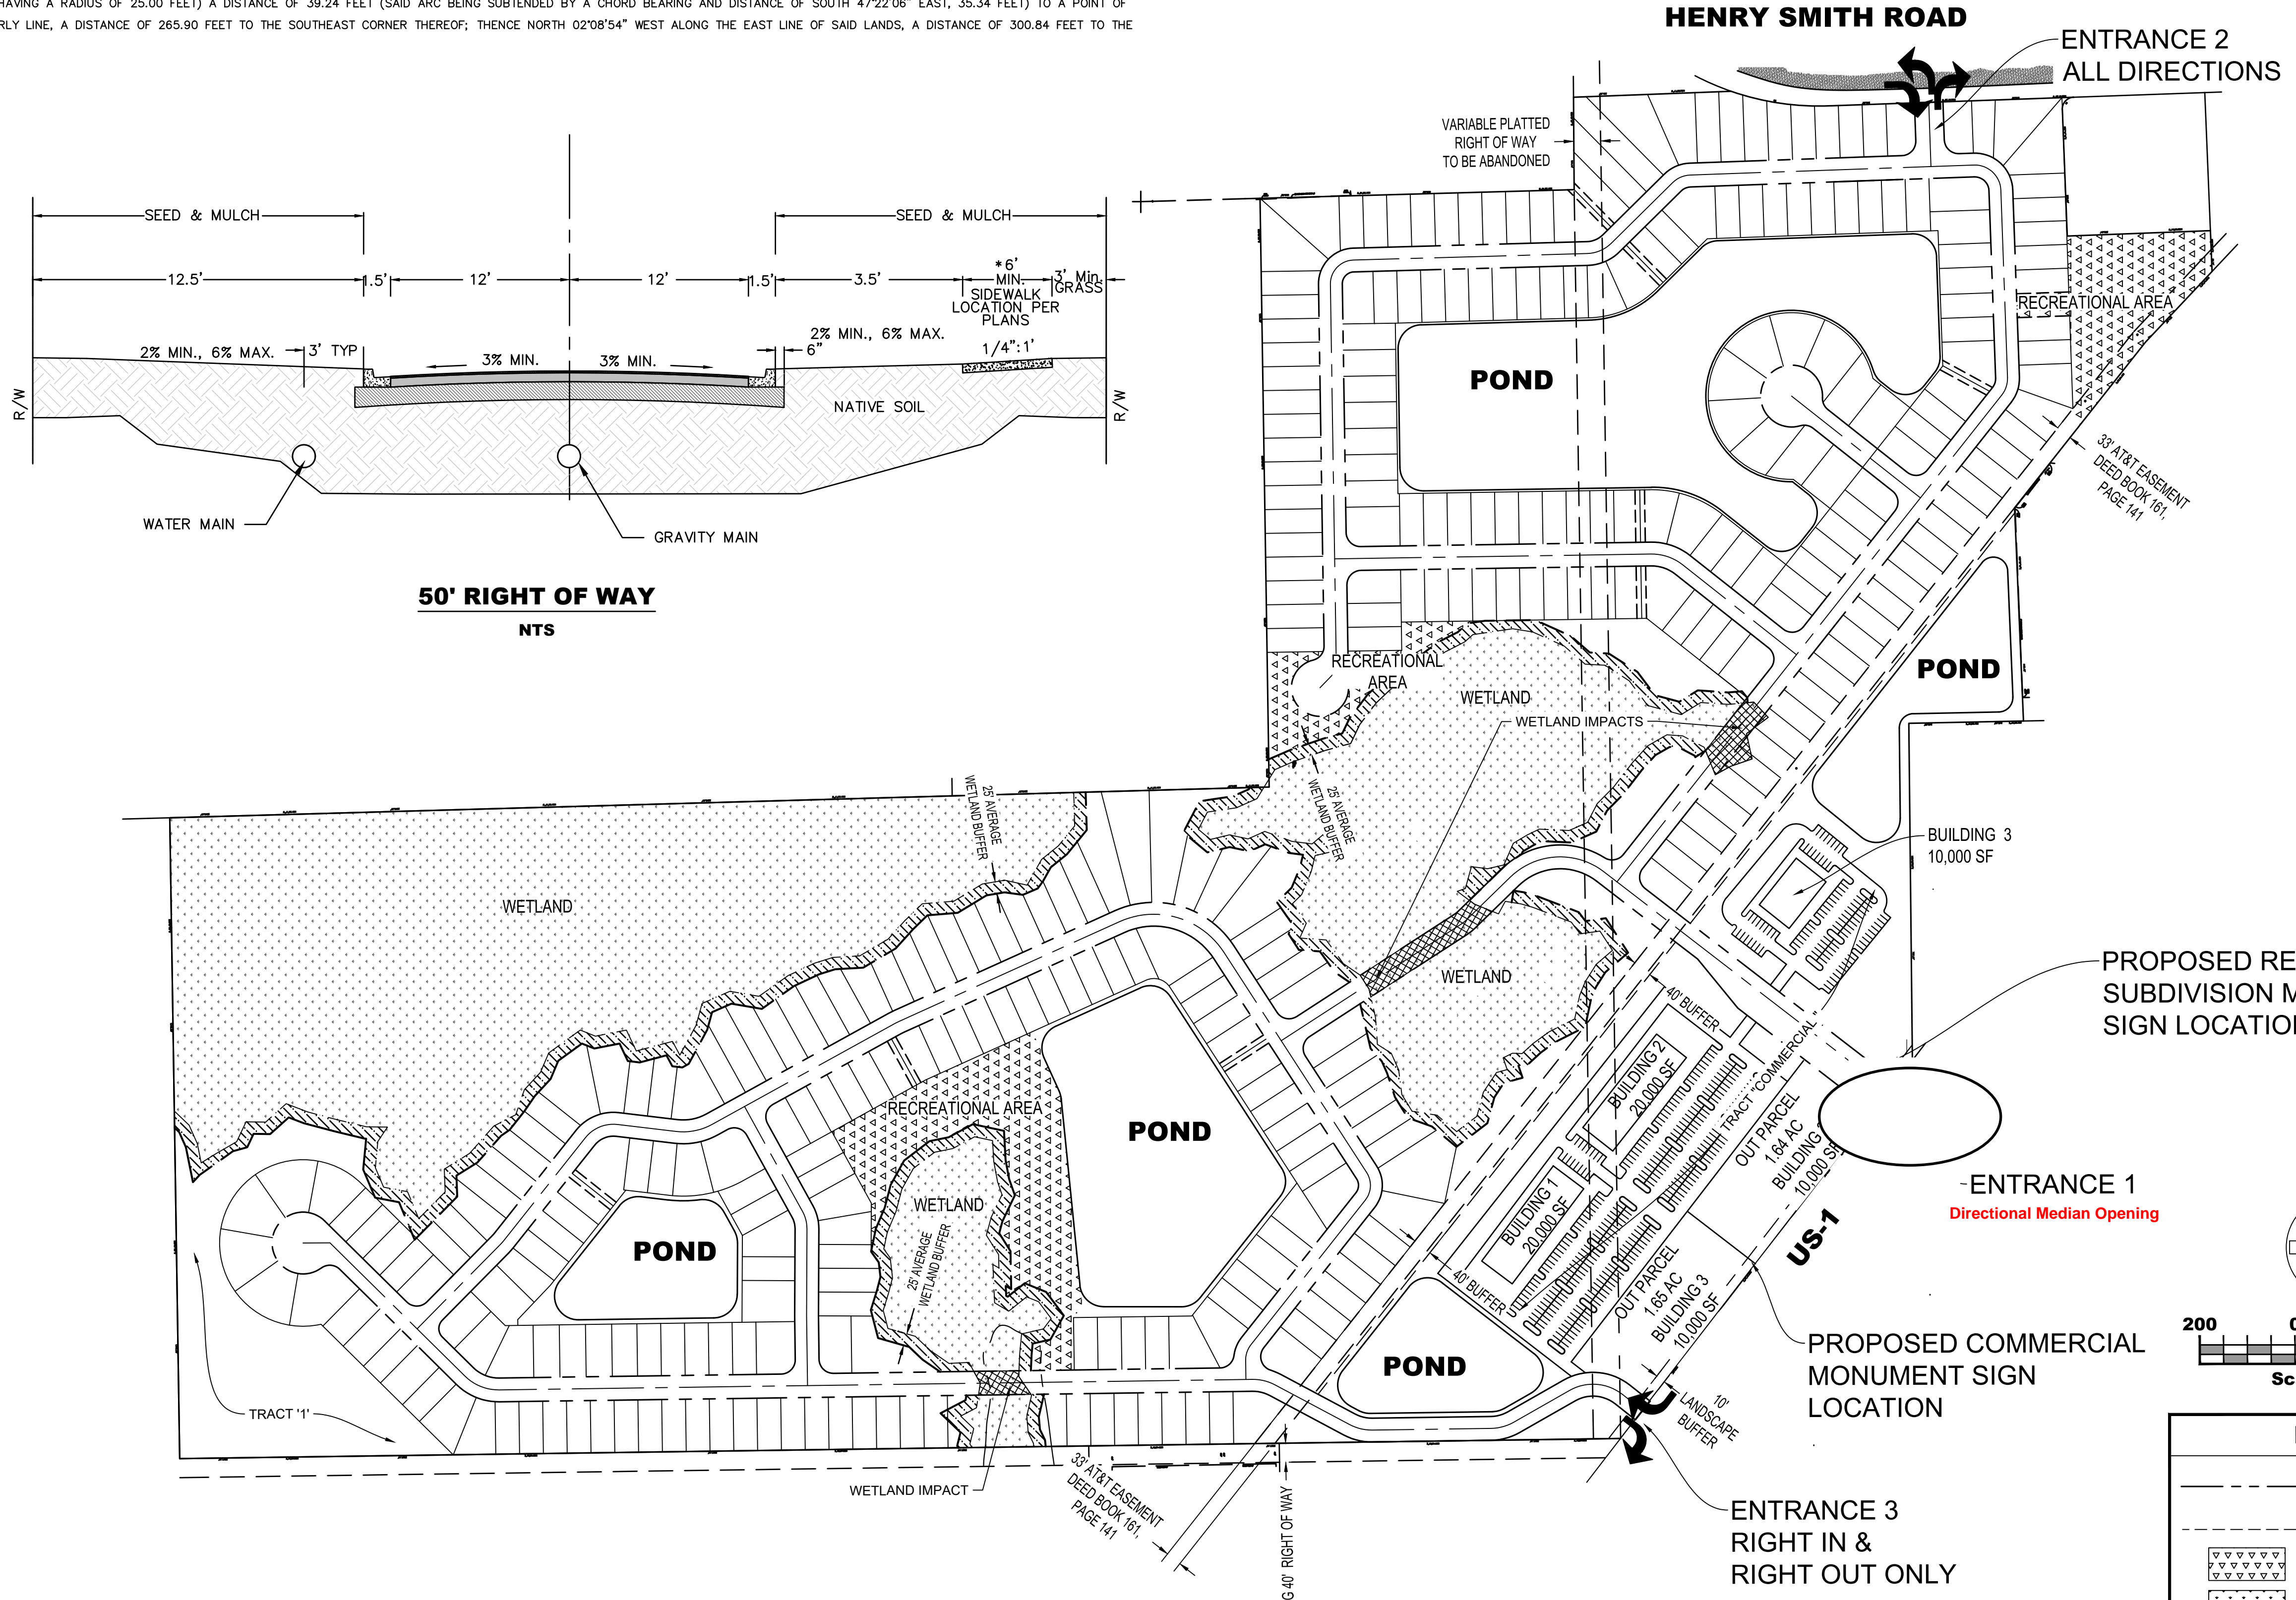 HAVING A RADIUS OF 25.00 FEET) A DISTANCE OF 39.24 FEET (SAID ARC BEING SUBTENDED BY A CHORD BEARING AND DISTANCE OF SOUTH 47°22'06" EAST, 35.34 FEET) TO A POINT OF
RLY LINE, A DISTANCE OF 265.90 FEET TO THE SOUTHEAST CORNER THEREOF; THENCE NORTH 02°08'54" WEST ALONG THE EAST LINE OF SAID LANDS, A DISTANCE OF 300.84 FEET TO THE
HENRY SMITH ROAD
ENTRANCE 2
ALL DIRECTIONS
VARIABLE PLATTED
RIGHT OF WAY
TO BE ABANDONED
SEED & MULCH
SEED & MULCH
12.5'
1.5'
12'
12'
1.5'
3.5'
*6'
MIN.
SIDEWALK
LOCATION PER
PLANS
3' Min.
GRASS
2% MIN., 6% MAX.
3' TYP
3% MIN.
3% MIN.
6"
2% MIN., 6% MAX.
1/4":1'
R/W
R/W
NATIVE SOIL
WATER MAIN
GRAVITY MAIN
50' RIGHT OF WAY
NTS
RECREATIONAL AREA
POND
33' AT&T EASEMENT
DEED BOOK 161,
PAGE 141
POND
RECREATIONAL
AREA
WETLAND
WETLAND IMPACTS
25' AVERAGE
WETLAND BUFFER
25' AVERAGE
WETLAND BUFFER
BUILDING 3
10,000 SF
WETLAND
WETLAND
PROPOSED RE
SUBDIVISION M
SIGN LOCATION
40' BUFFER
BUILDING 2
20,000 SF
TRACT "COMMERCIAL"
OUT PARCEL
1.64 AC
BUILDING
10,000 SF
RECREATIONAL AREA
POND
ENTRANCE 1
Directional Median Opening
WETLAND
25' AVERAGE
WETLAND BUFFER
POND
BUILDING 1
20,000 SF
US-1
40' BUFFER
OUT PARCEL
1.65 AC
BUILDING 3
10,000 SF
POND
PROPOSED COMMERCIAL
MONUMENT SIGN
LOCATION
200
Sc
10'
LANDSCAPE
BUFFER
TRACT '1'
WETLAND IMPACT
33' AT&T EASEMENT
DEED BOOK 161,
PAGE 141
G 40' RIGHT OF WAY
ENTRANCE 3
RIGHT IN &
RIGHT OUT ONLY